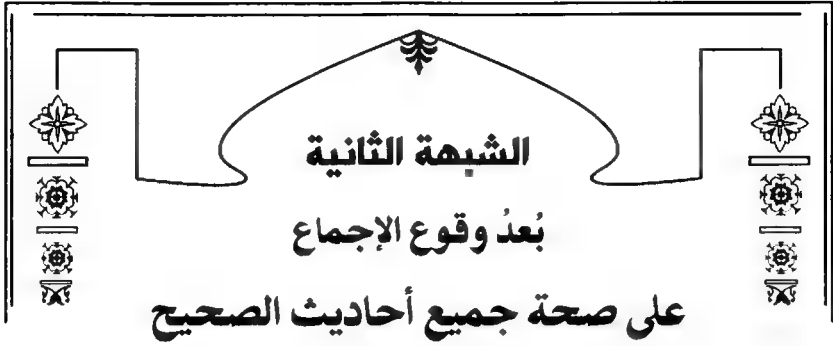 الشبهة الثانية
بُعدُ وقوع الإجماع
على صحة جميع أحاديث الصحيح